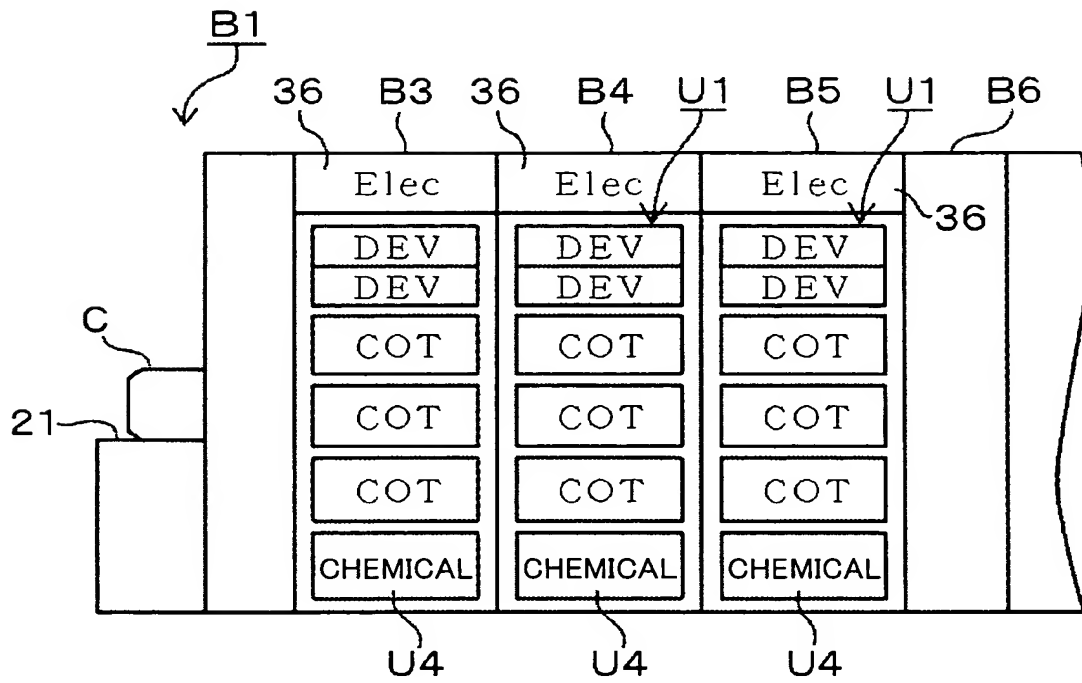 B1
36 B3 36 B4 U1 B5 U1 B6
Elec Elec Elec
36
DEV DEV DEV
DEV DEV DEV
C
COT COT COT
COT COT COT
21
COT COT COT
CHEMICAL CHEMICAL CHEMICAL
U4 U4 U4